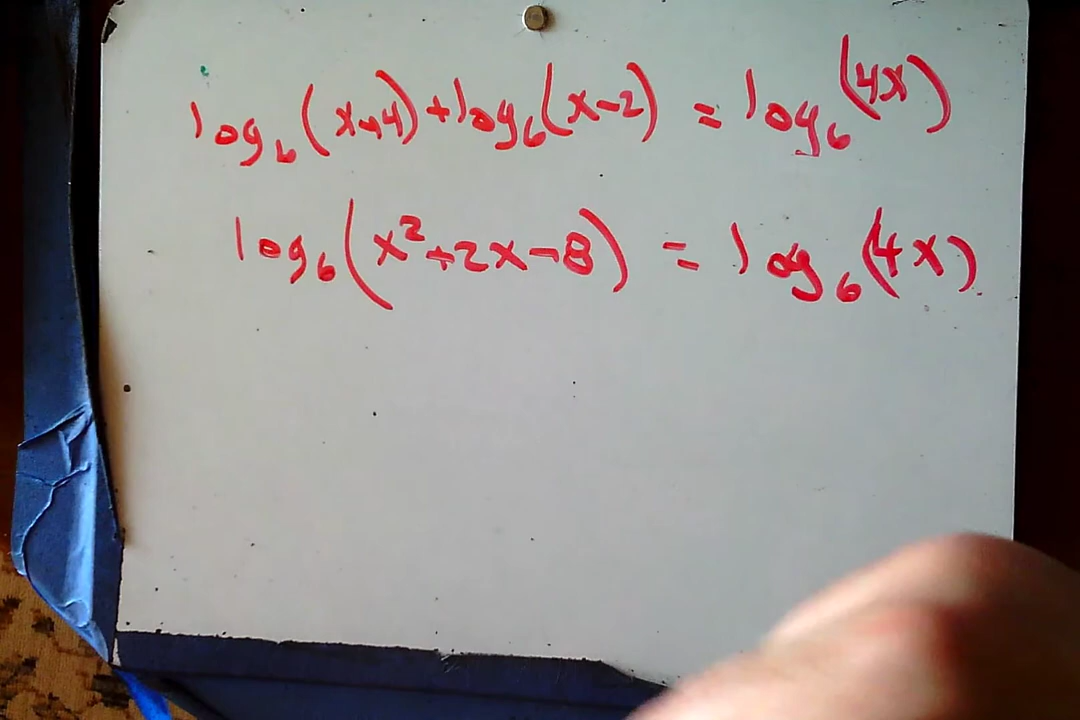 log₆(x+4)+log₆(x-2) = log₆(4x)
log₆(x²+2x-8) = log₆(4x)